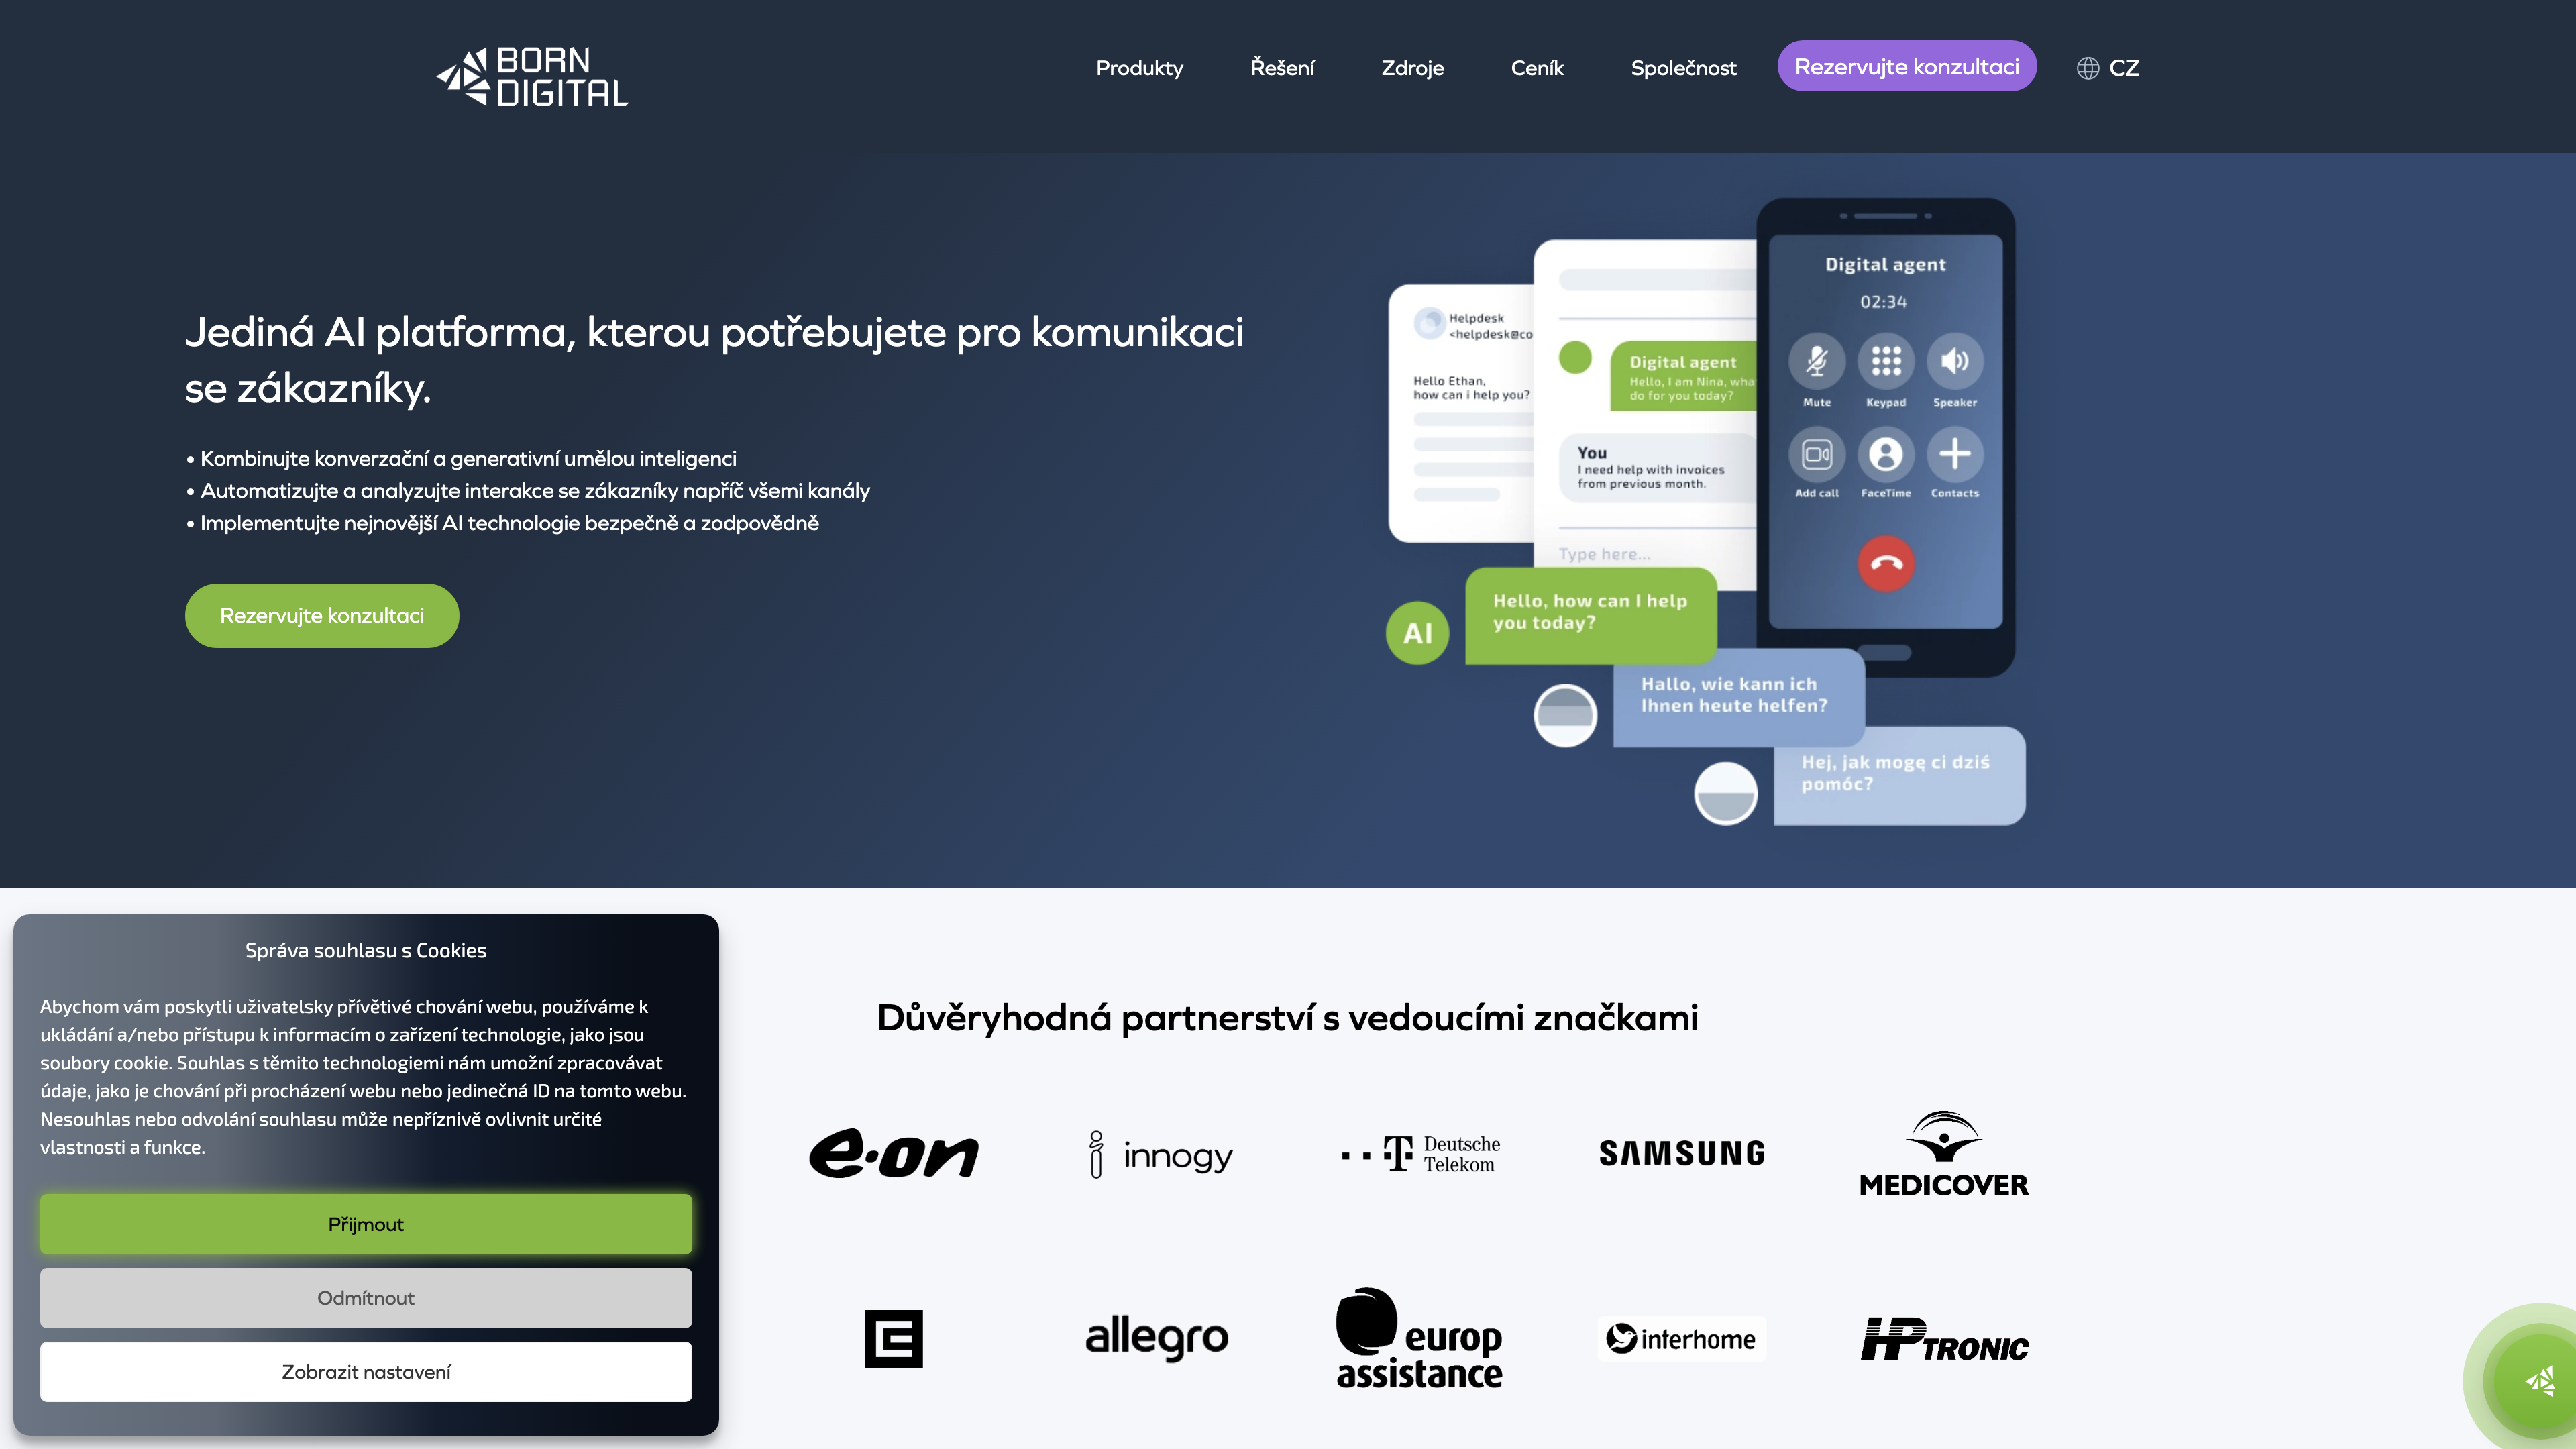 BORN
DIGITAL
Produkty
Řešení
Zdroje
Ceník
Společnost
Rezervujte konzultaci
CZ
Jediná AI platforma, kterou potřebujete pro komunikaci
se zákazníky.
• Kombinujte konverzační a generativní umělou inteligenci
• Automatizujte a analyzujte interakce se zákazníky napříč všemi kanály
• Implementujte nejnovější AI technologie bezpečně a zodpovědně
Rezervujte konzultaci
Helpdesk
<helpdesk@co
Hello Ethan,
how can i help you?
Digital agent
Hello, I am Nina, wha
do for you today?
You
I need help with invoices
from previous month.
Type here...
Digital agent
02:34
Mute
Keypad
Speaker
Add call
FaceTime
Contacts
AI
Hello, how can I help
you today?
Hallo, wie kann ich
Ihnen heute helfen?
Hej, jak mogę ci dziś
pomóc?
Správa souhlasu s Cookies
Abychom vám poskytli uživatelsky přívětivé chování webu, používáme k
ukládání a/nebo přístupu k informacím o zařízení technologie, jako jsou
soubory cookie. Souhlas s těmito technologiemi nám umožní zpracovávat
údaje, jako je chování při procházení webu nebo jedinečná ID na tomto webu.
Nesouhlas nebo odvolání souhlasu může nepříznivě ovlivnit určité
vlastnosti a funkce.
Přijmout
Odmítnout
Zobrazit nastavení
Důvěryhodná partnerství s vedoucími značkami
e·on
innogy
T Deutsche
Telekom
SAMSUNG
MEDICOVER
allegro
europ
assistance
interhome
HP TRONIC